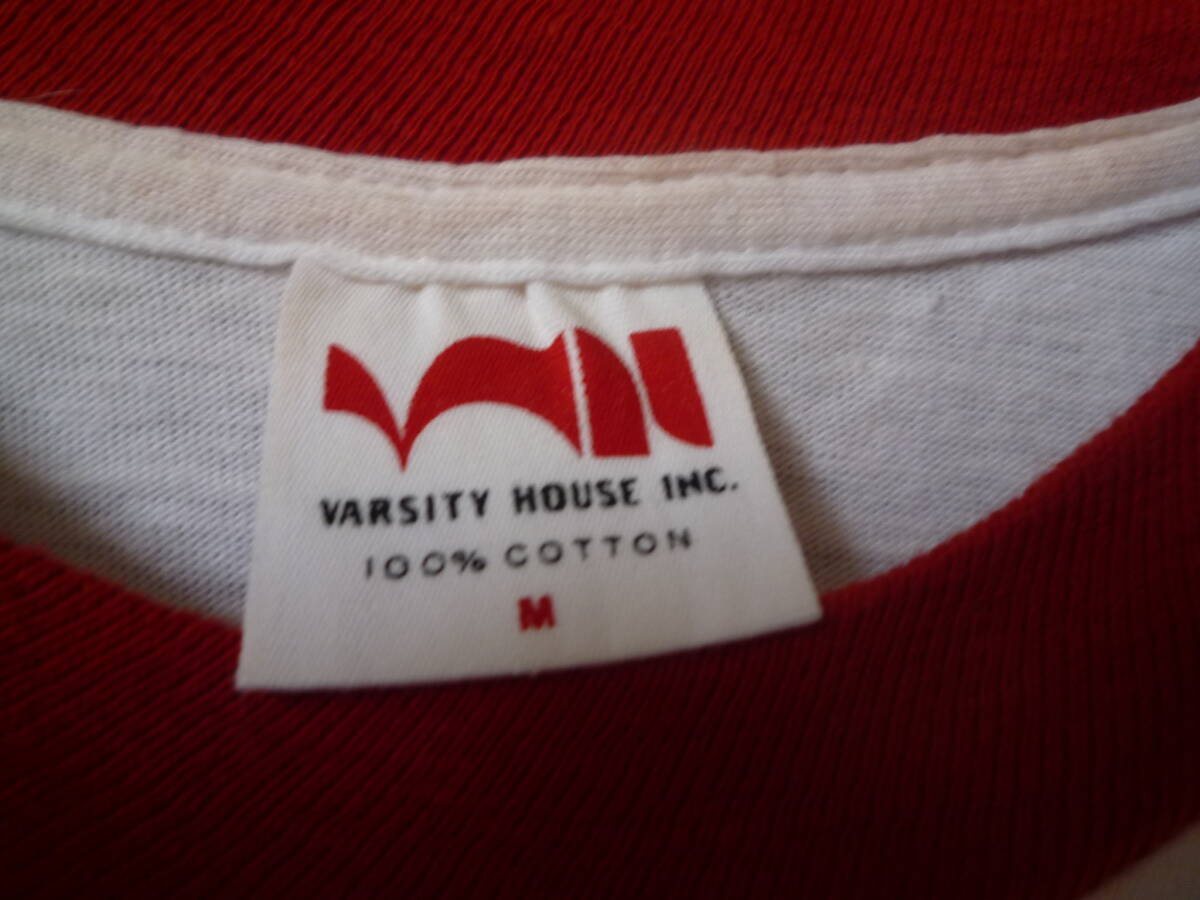 VARSITY HOUSE INC.
100% COTTON
M